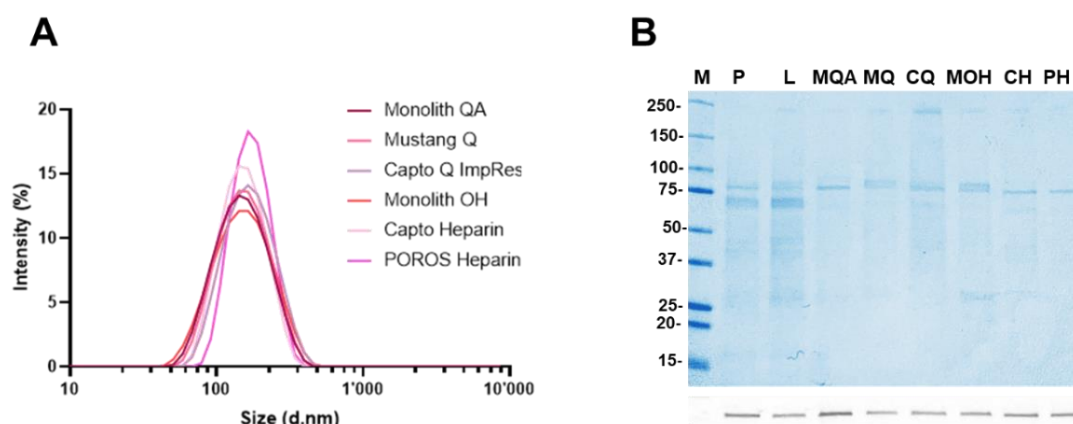 A
20
15
10
5
0
Intensity (%)
10
100
1'000
10'000
Size (d.nm)
Monolith QA
Mustang Q
Capto Q ImpRes
Monolith OH
Capto Heparin
POROS Heparin
B
M P L MQA MQ CQ MOH CH PH
250-
150-
100-
75-
50-
37-
25-
20-
15-